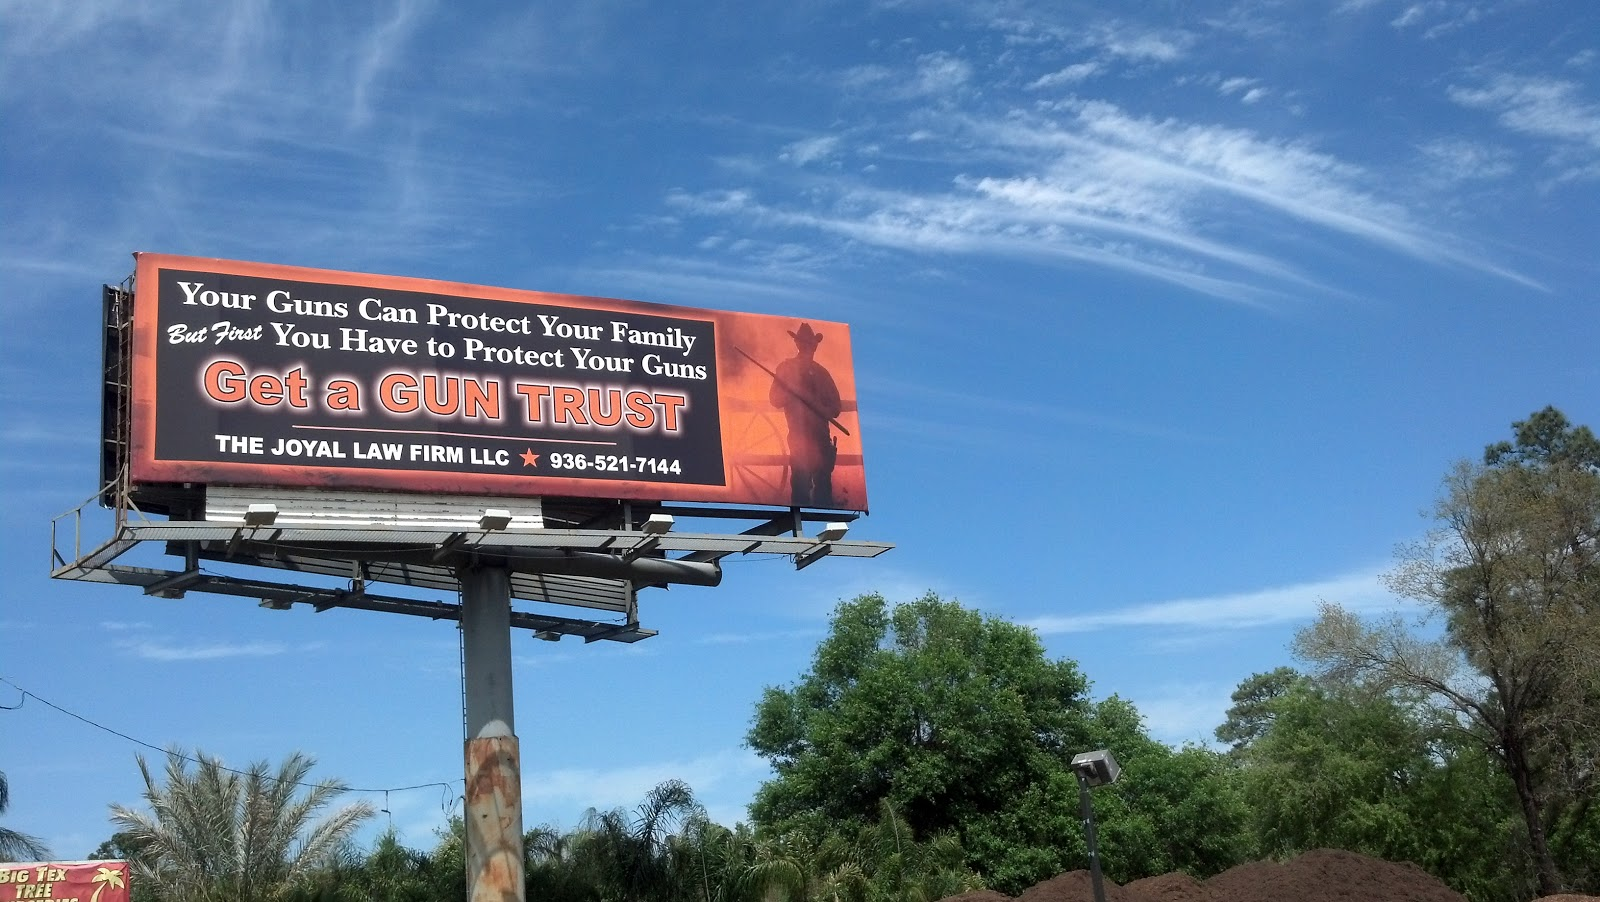 Your Guns Can Protect Your Family
But First You Have to Protect Your Guns
Get a GUN TRUST
THE JOYAL LAW FIRM LLC ★ 936-521-7144
BIG TEX
TREE